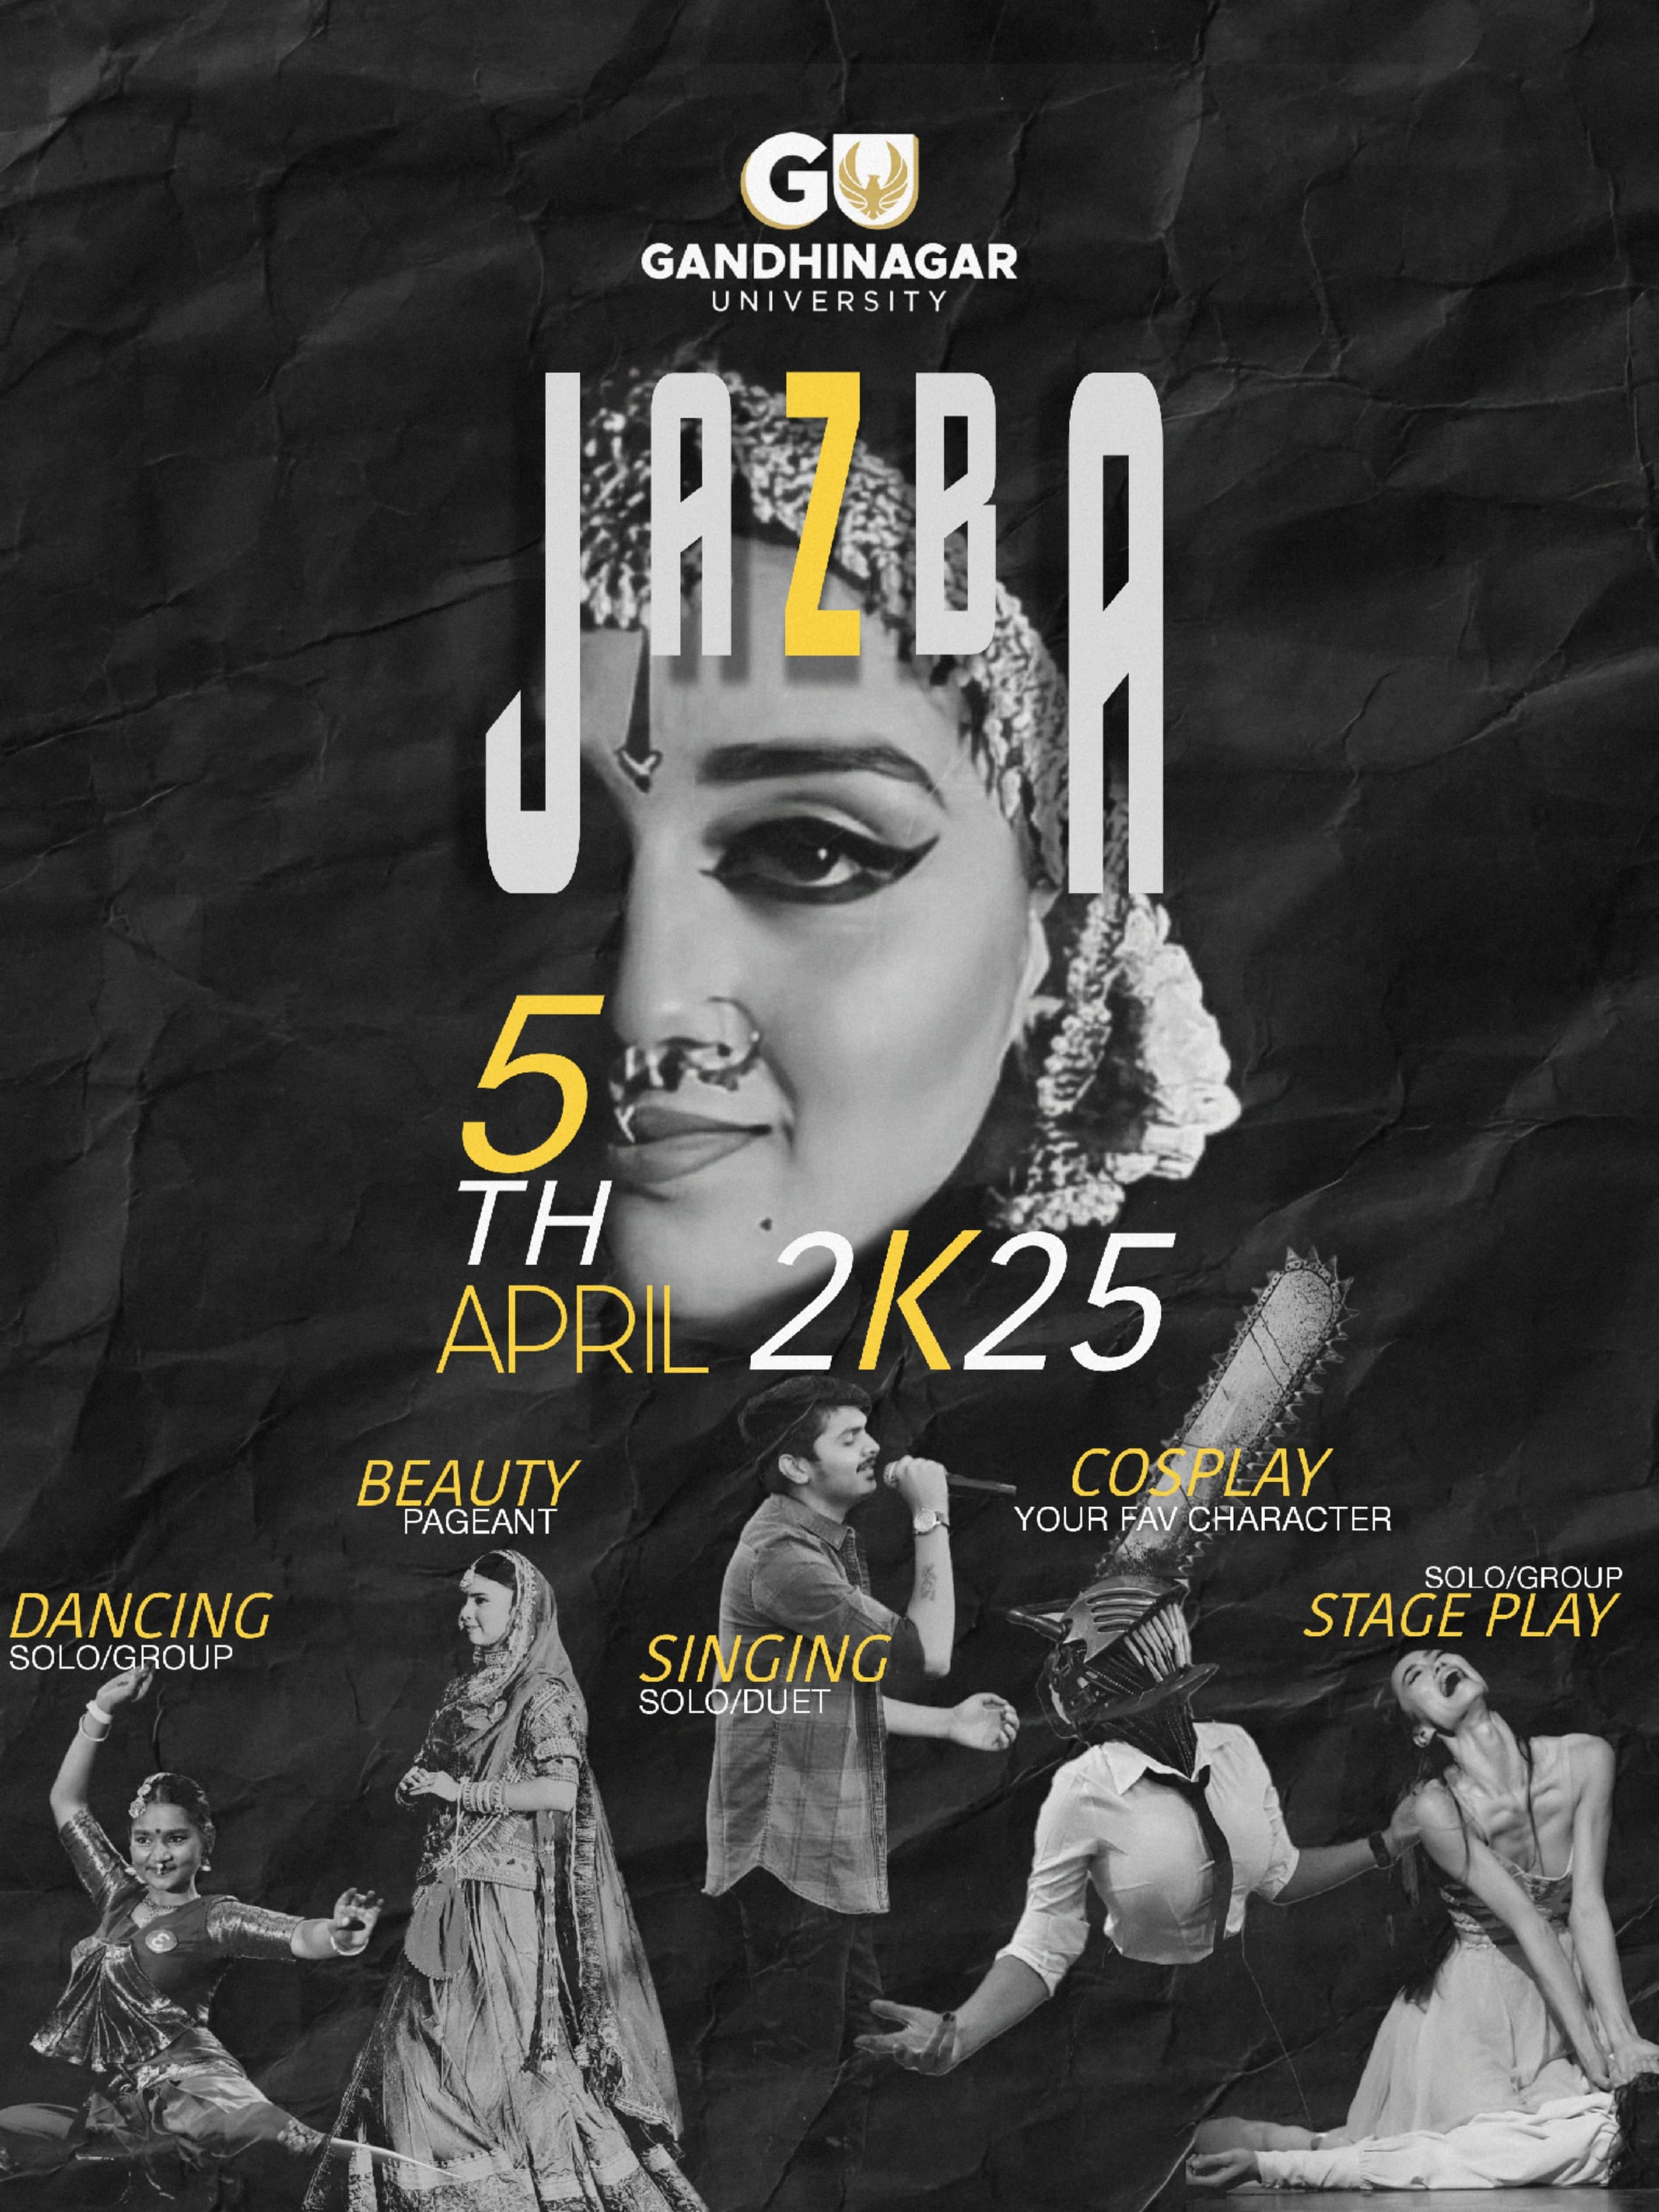 GU
GANDHINAGAR
UNIVERSITY
JAZBA
5
TH
APRIL 2K25
BEAUTY
PAGEANT
COSPLAY
YOUR FAV CHARACTER
DANCING
SOLO/GROUP
SINGING
SOLO/DUET
SOLO/GROUP
STAGE PLAY